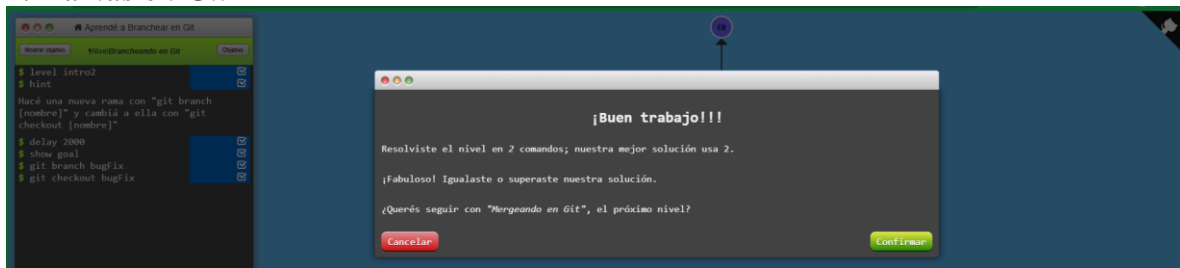 Aprendé a Branchear en Git
Mostrar objetivo
NivelBrancheando en Git
Objetivo
$ level intro2
$ hint
Hacé una nueva rama con "git branch
[nombre]" y cambiá a ella con "git
checkout [nombre]"
$ delay 2000
$ show goal
$ git branch bugFix
$ git checkout bugFix
¡Buen trabajo!!!
Resolviste el nivel en 2 comandos; nuestra mejor solución usa 2.
¡Fabuloso! Igualaste o superaste nuestra solución.
¿Querés seguir con "Mergeando en Git", el próximo nivel?
Cancelar
Confirmar